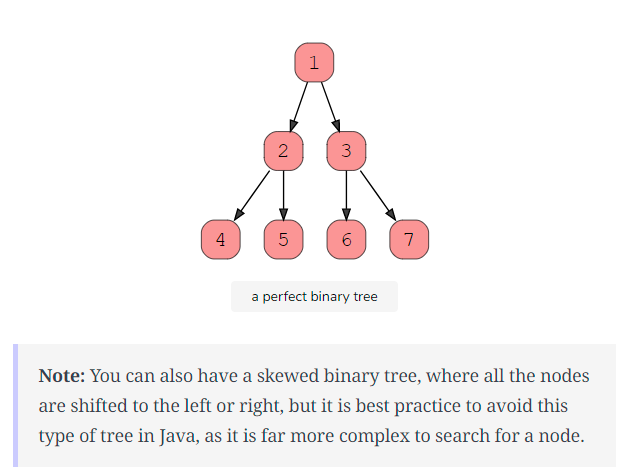 1
2 3
4 5 6 7
a perfect binary tree
Note: You can also have a skewed binary tree, where all the nodes
are shifted to the left or right, but it is best practice to avoid this
type of tree in Java, as it is far more complex to search for a node.